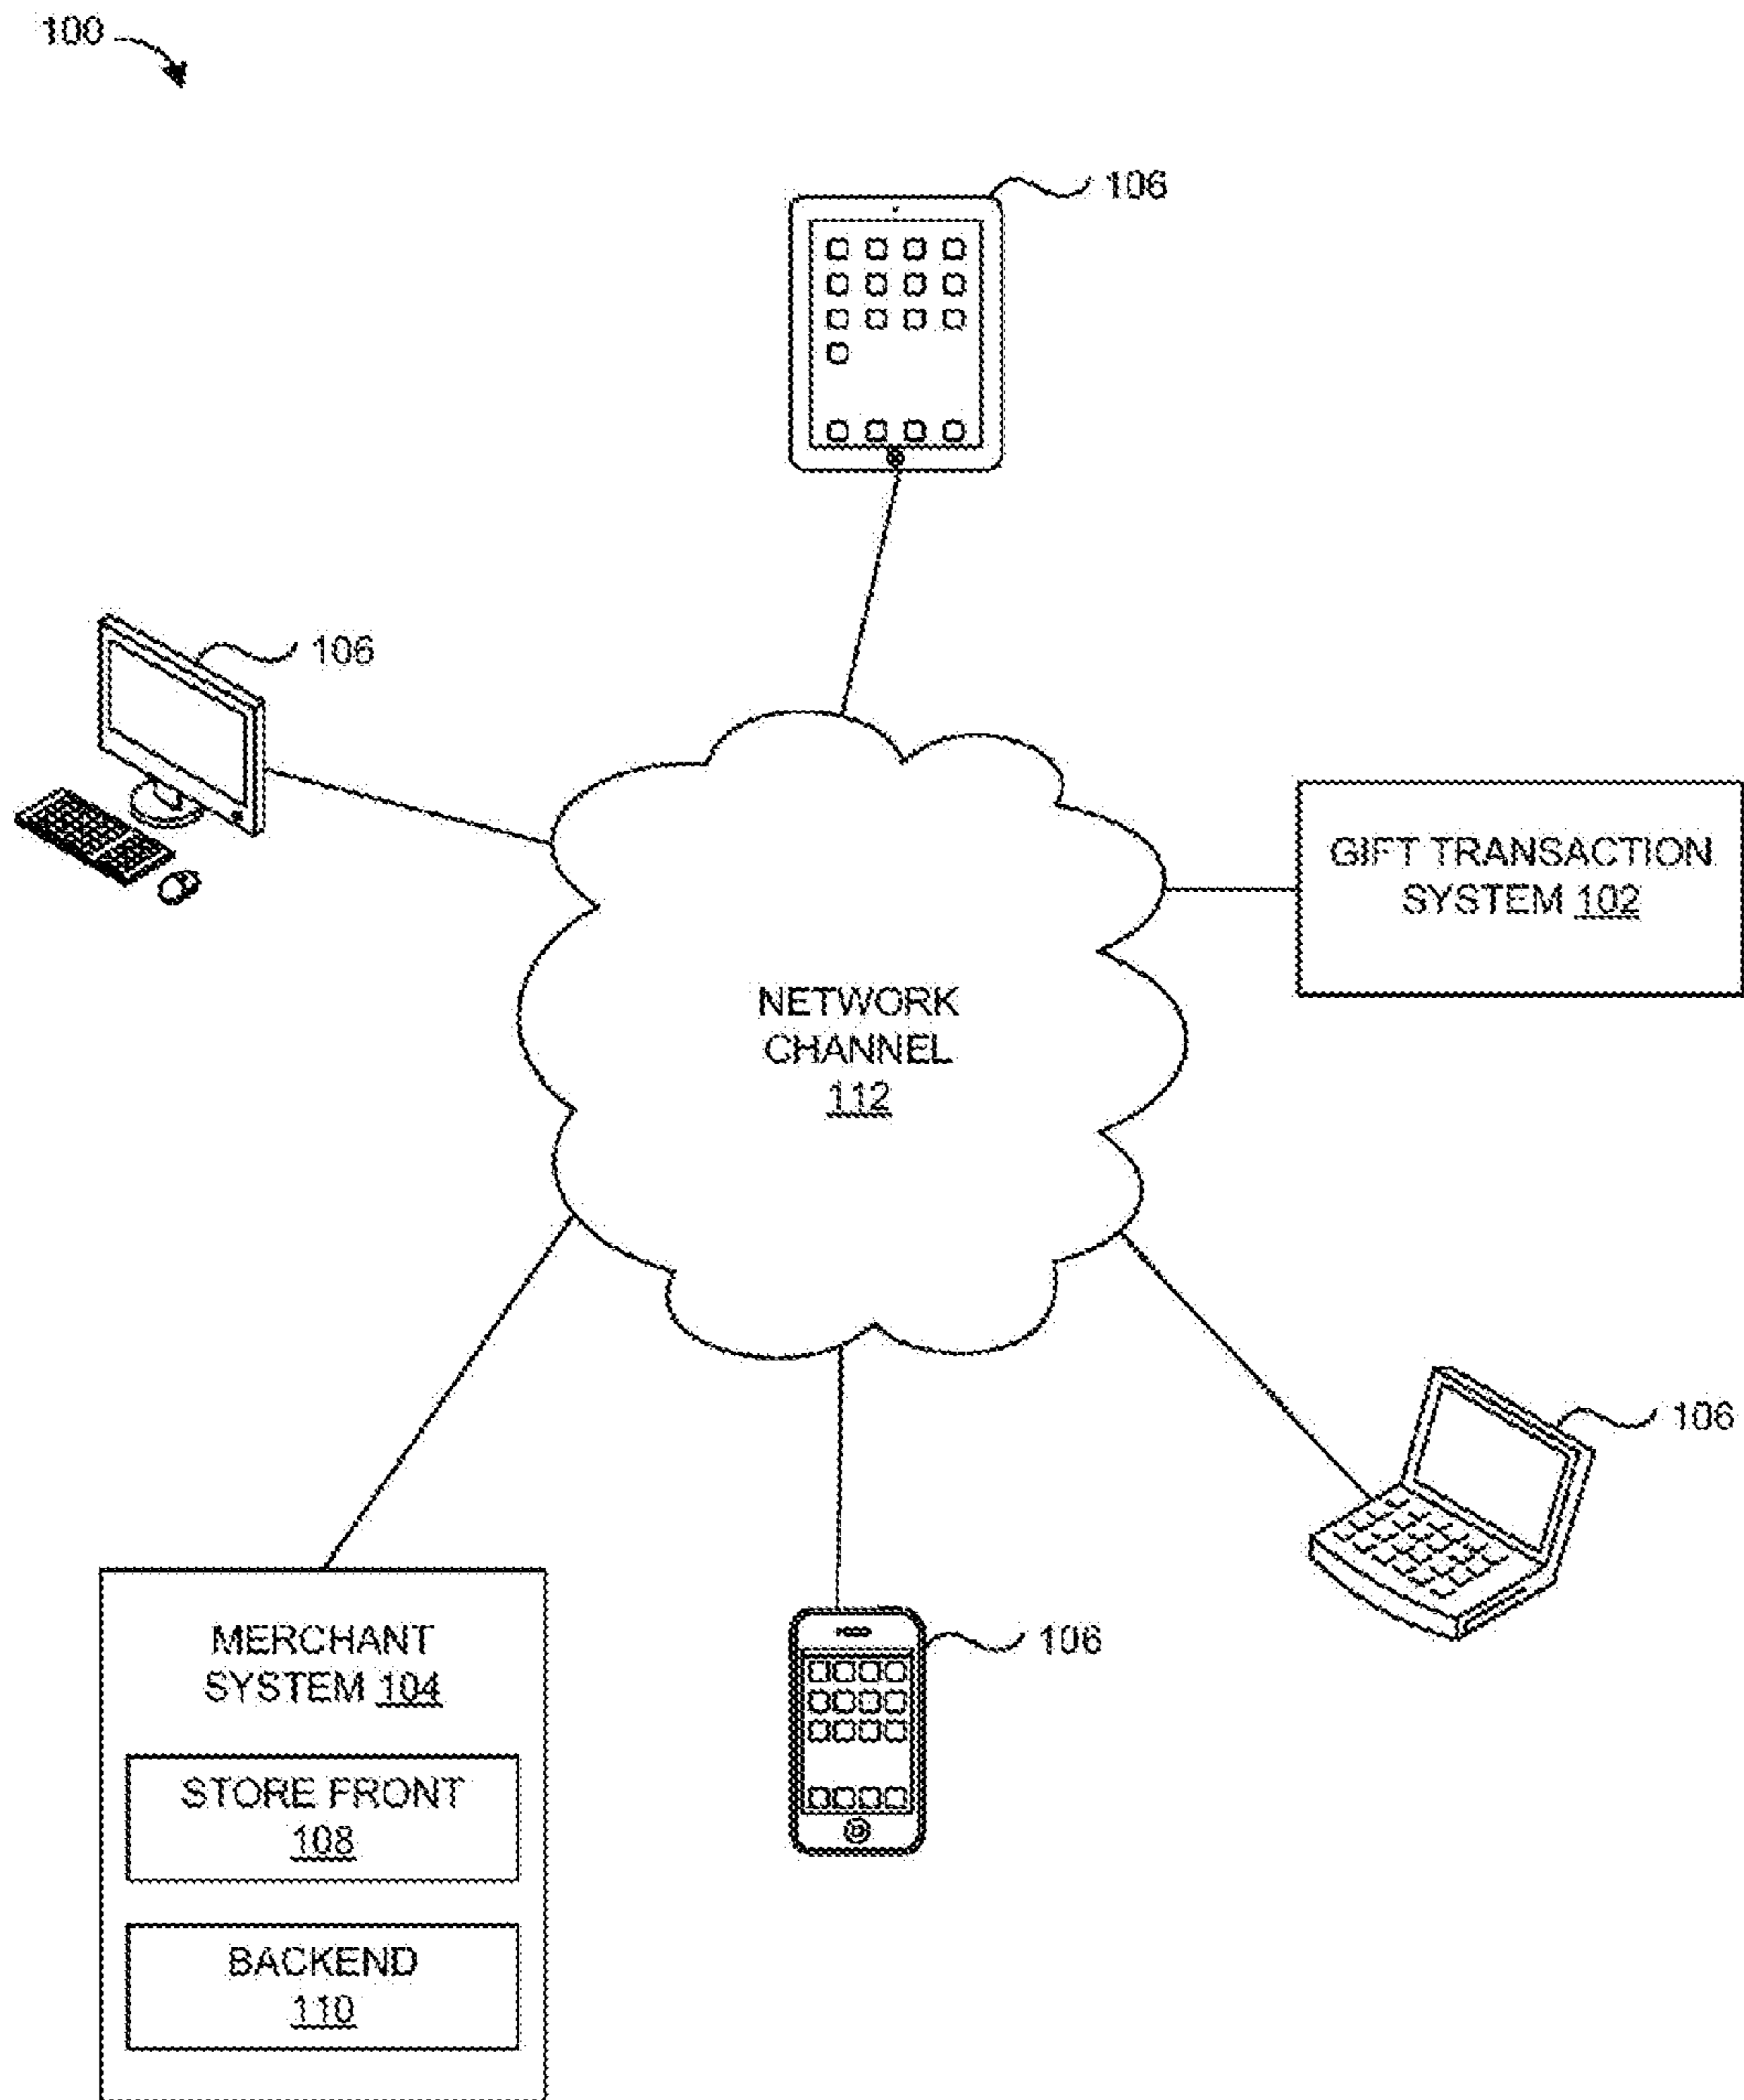 100
106
106
GIFT TRANSACTION
SYSTEM 102
NETWORK
CHANNEL
112
106
106
MERCHANT
SYSTEM 104
STORE FRONT
108
BACKEND
110